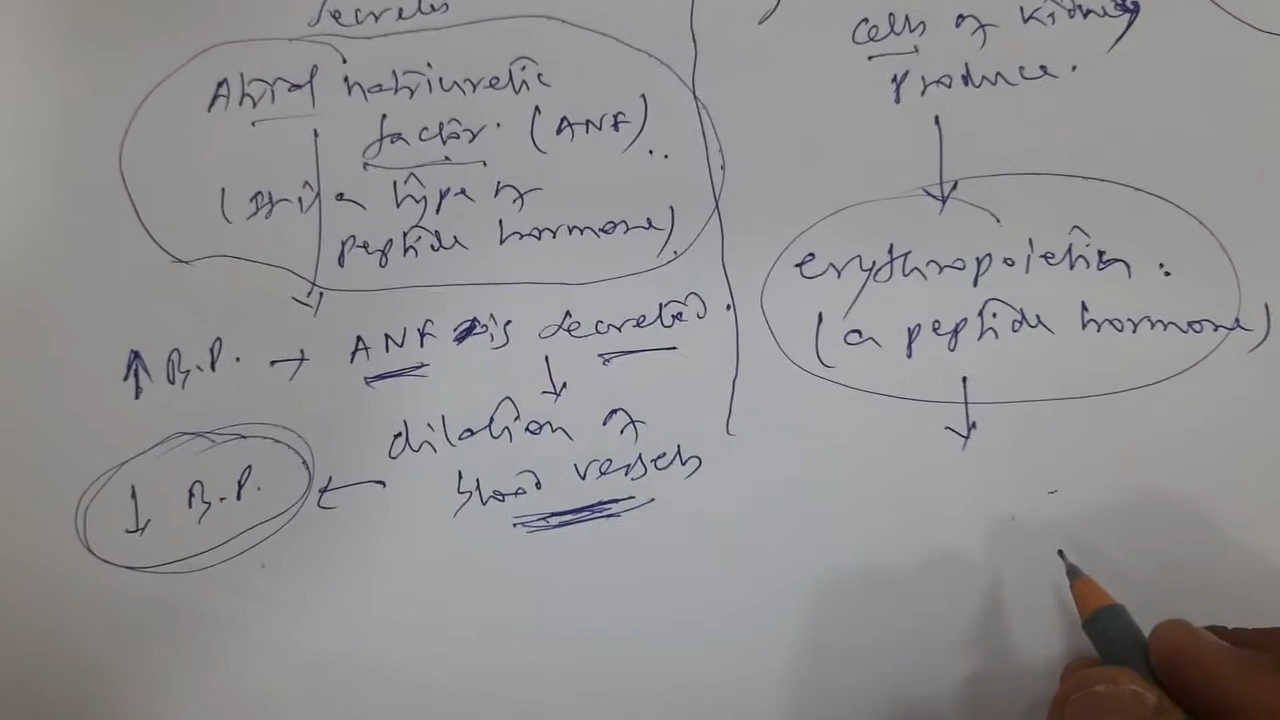 secretes
Atrial natriuretic
factor. (ANF)..
(It is a type of
peptide hormone).
↑ B.P. → ANF is secreted.
↓
dilation of
blood vessels
← ↓ B.P.
cells of kidney
produce.
↓
erythropoietin.
(a peptide hormone)
↓